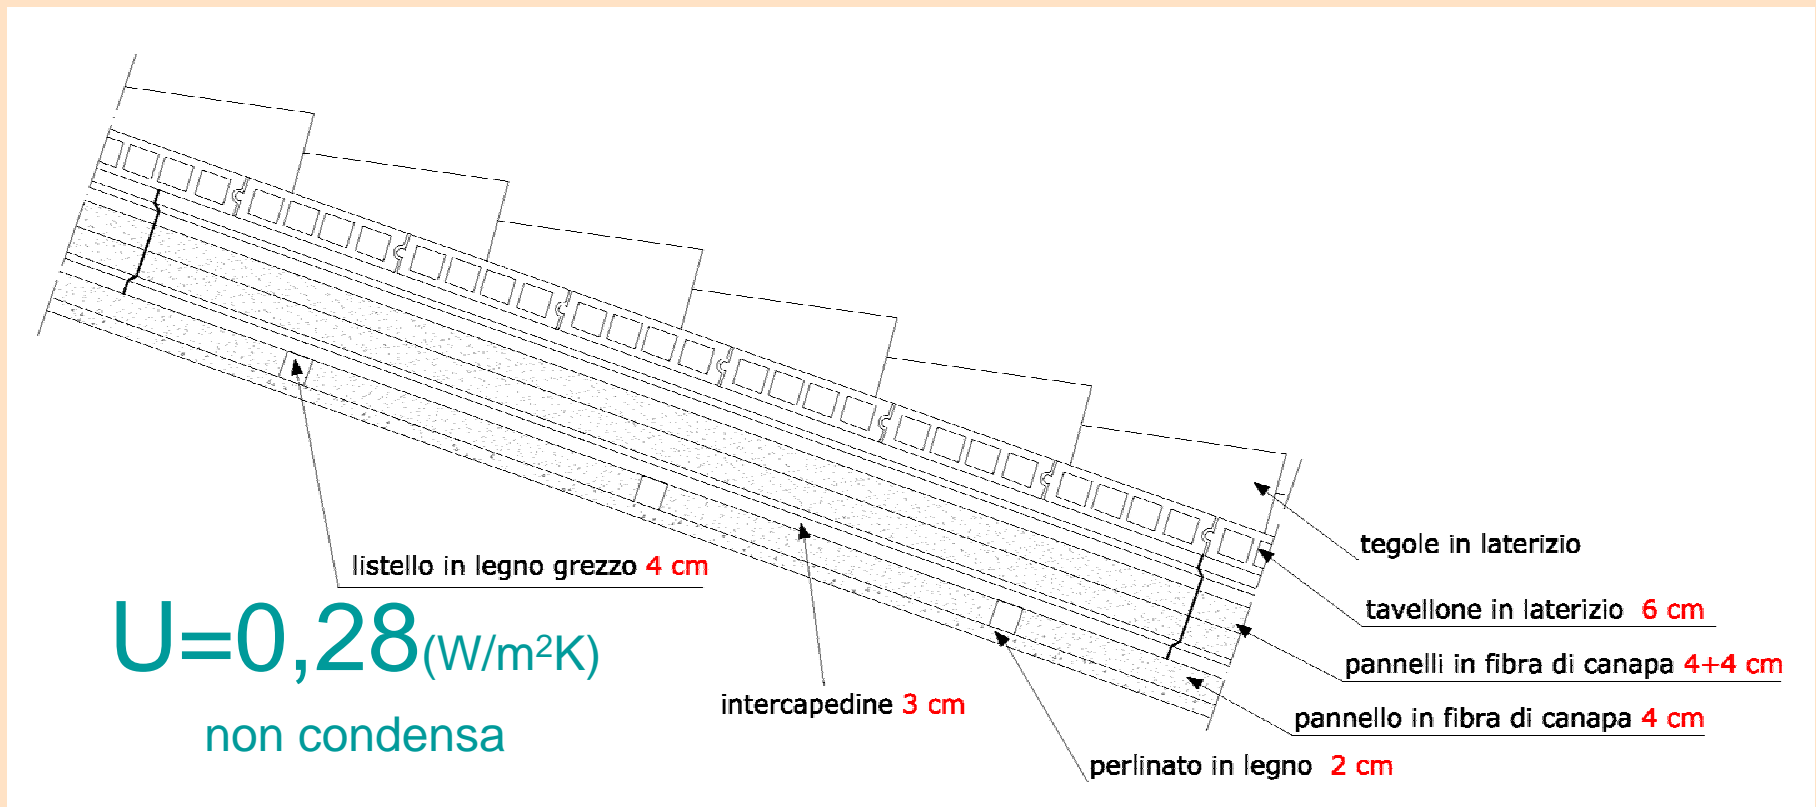 listello in legno grezzo 4 cm
U=0,28(W/m²K)
non condensa
intercapedine 3 cm
tegole in laterizio
tavellone in laterizio 6 cm
pannelli in fibra di canapa 4+4 cm
pannello in fibra di canapa 4 cm
perlinato in legno 2 cm